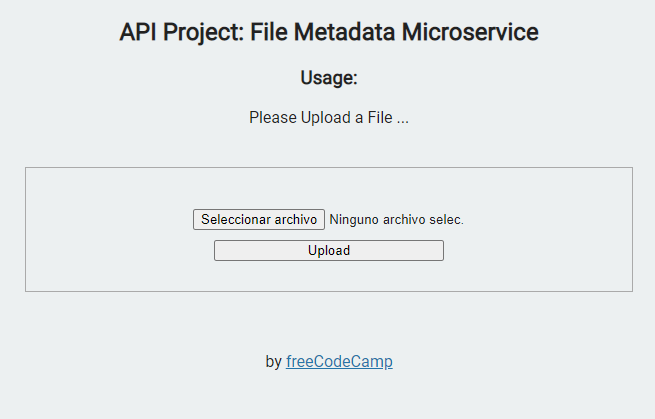 API Project: File Metadata Microservice
Usage:
Please Upload a File ...
Seleccionar archivo Ninguno archivo selec.
Upload
by freeCodeCamp